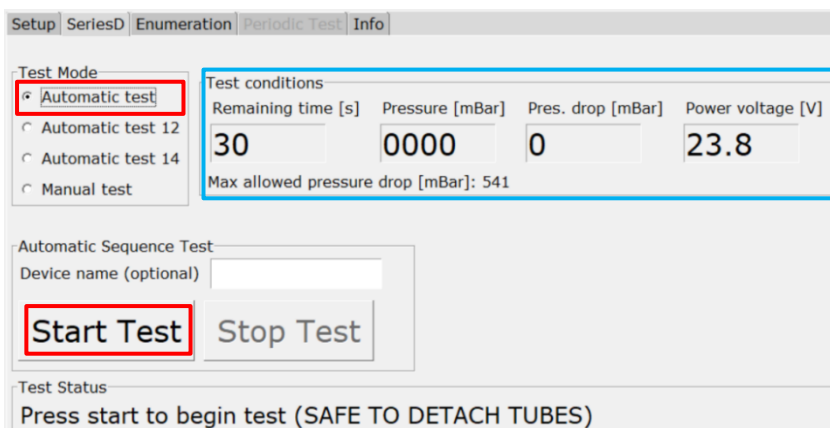 Setup SeriesD Enumeration Periodic Test Info
Test Mode
Automatic test
Automatic test 12
Automatic test 14
Manual test
Test conditions
Remaining time [s] Pressure [mBar] Pres. drop [mBar] Power voltage [V]
30 0000 0 23.8
Max allowed pressure drop [mBar]: 541
Automatic Sequence Test
Device name (optional)
Start Test Stop Test
Test Status
Press start to begin test (SAFE TO DETACH TUBES)